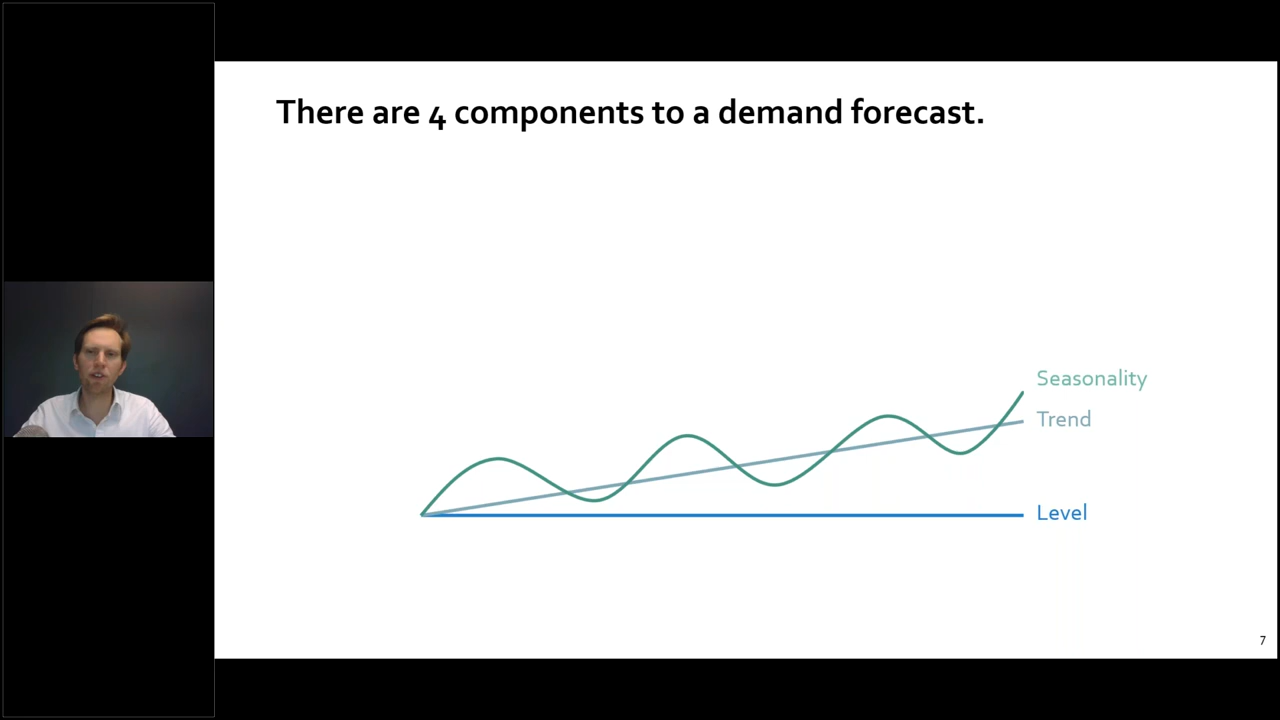 There are 4 components to a demand forecast.
Seasonality
Trend
Level
7